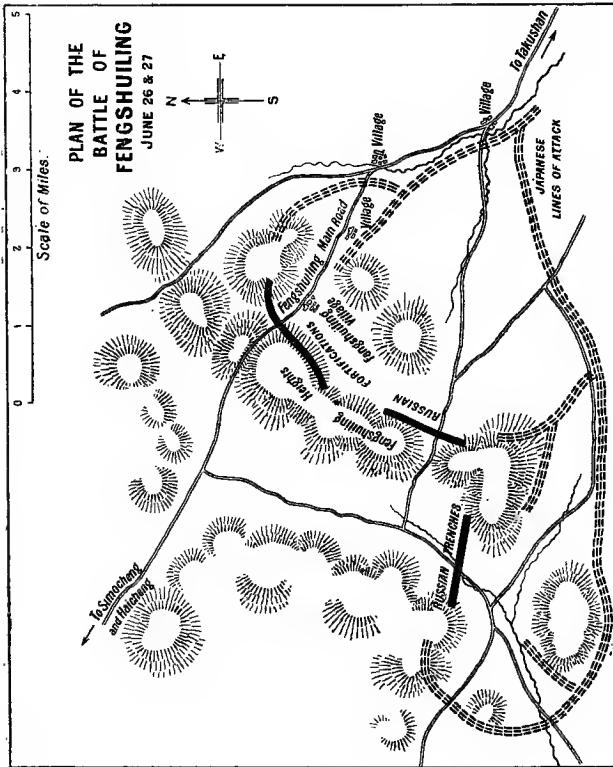 PLAN OF THE
BATTLE OF
FENGSHUILING
JUNE 26 & 27
Scale of Miles.
0 1 2 3 4 5
N
W
E
S
To Simocheng
and Haicheng
To Takushan
Village
Village
Village
Fengshuiling Main Road
Fengshuiling
Village
RUSSIAN FORTIFICATIONS
Fengshuiling Heights
RUSSIAN TRENCHES
JAPANESE
LINES OF ATTACK